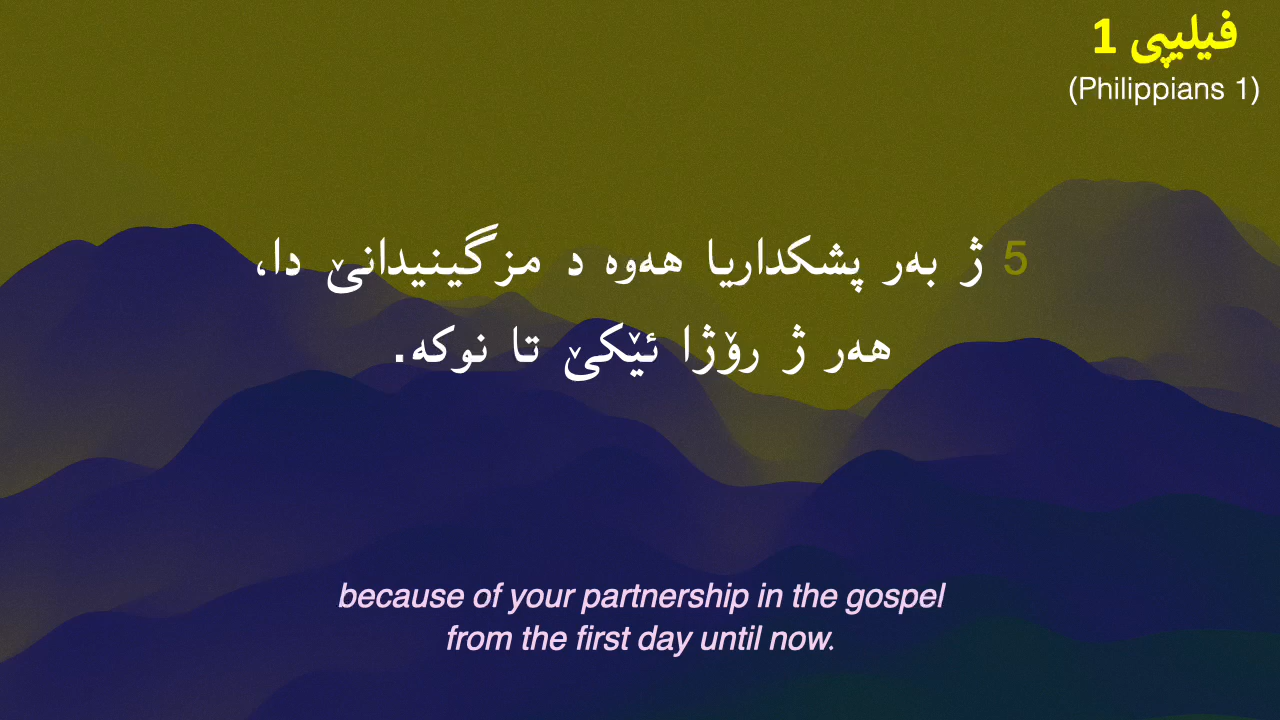 فیلیپی 1
(Philippians 1)
5 ژ بەر پشکداریا هەوە د مزگینیدانێ دا،
هەر ژ رۆژا ئێکێ تا نوکە.
because of your partnership in the gospel
from the first day until now.